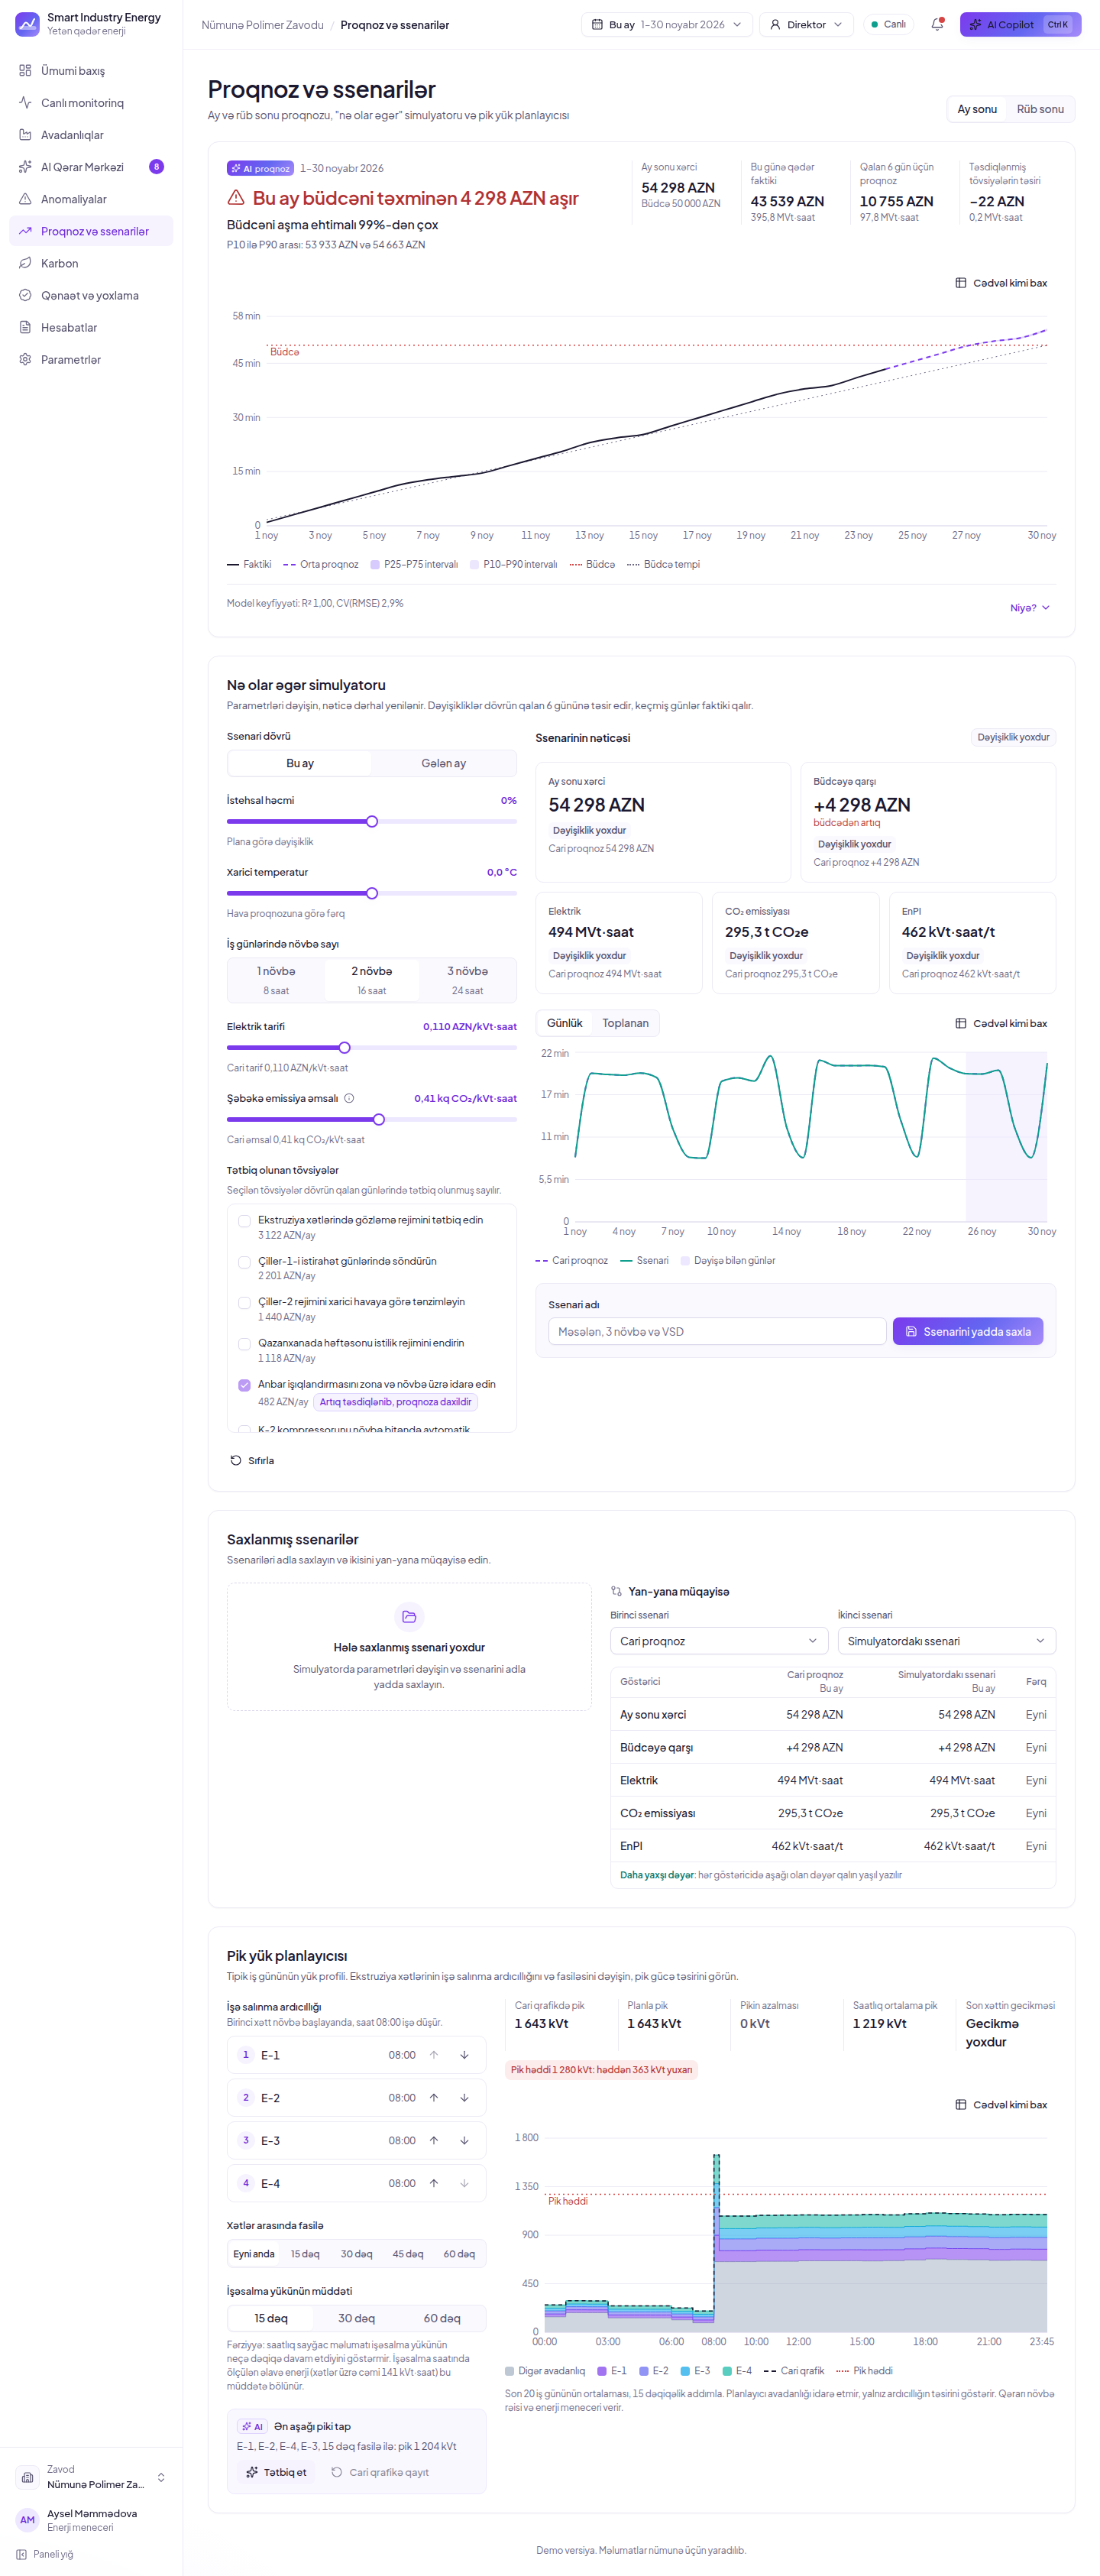 Smart Industry Energy
Yetən qədər enerji
Ümumi baxış
Canlı monitorinq
Avadanlıqlar
AI Qərar Mərkəzi 8
Anomaliyalar
Proqnoz və ssenarilər
Karbon
Qənaət və yoxlama
Hesabatlar
Parametrlər
Zavod
Nümunə Polimer Za...
AM
Aysel Məmmədova
Enerji meneceri
Paneli yığ
Nümunə Polimer Zavodu / Proqnoz və ssenarilər
Bu ay 1–30 noyabr 2026
Direktor
Canlı
AI Copilot Ctrl K
Proqnoz və ssenarilər
Ay və rüb sonu proqnozu, "nə olar əgər" simulyatoru və pik yük planlayıcısı
Ay sonu Rüb sonu
AI proqnoz 1–30 noyabr 2026
Bu ay büdcəni təxminən 4 298 AZN aşır
Büdcəni aşma ehtimalı 99%-dən çox
P10 ilə P90 arası: 53 933 AZN və 54 663 AZN
Ay sonu xərci
54 298 AZN
Büdcə 50 000 AZN
Bu günə qədər faktiki
43 539 AZN
395,8 MVt·saat
Qalan 6 gün üçün proqnoz
10 755 AZN
97,8 MVt·saat
Təsdiqlənmiş tövsiyələrin təsiri
−22 AZN
0,2 MVt·saat
Cədvəl kimi bax
58 min
45 min
30 min
15 min
0
Büdcə
1 noy 3 noy 5 noy 7 noy 9 noy 11 noy 13 noy 15 noy 17 noy 19 noy 21 noy 23 noy 25 noy 27 noy 30 noy
Faktiki Orta proqnoz P25–P75 intervalı P10–P90 intervalı Büdcə Büdcə tempi
Model keyfiyyəti: R² 1,00, CV(RMSE) 2,9%
Niyə?
Nə olar əgər simulyatoru
Parametrləri dəyişin, nəticə dərhal yenilənir. Dəyişikliklər dövrün qalan 6 gününə təsir edir, keçmiş günlər faktiki qalır.
Ssenari dövrü
Bu ay Gələn ay
İstehsal həcmi 0%
Plana görə dəyişiklik
Xarici temperatur 0,0 °C
Hava proqnozuna görə fərq
İş günlərində növbə sayı
1 növbə 2 növbə 3 növbə
8 saat 16 saat 24 saat
Elektrik tarifi 0,110 AZN/kVt·saat
Cari tarif 0,110 AZN/kVt·saat
Şəbəkə emissiya əmsalı 0,41 kq CO₂/kVt·saat
Cari əmsal 0,41 kq CO₂/kVt·saat
Tətbiq olunan tövsiyələr
Seçilən tövsiyələr dövrün qalan günlərində tətbiq olunmuş sayılır.
Ekstruziya xətlərində gözləmə rejimini tətbiq edin
3 122 AZN/ay
Çiller-1-i istirahət günlərində söndürün
2 201 AZN/ay
Çiller-2 rejimini xarici havaya görə tənzimləyin
1 440 AZN/ay
Qazanxanada həftəsonu istilik rejimini endirin
1 118 AZN/ay
Anbar işıqlandırmasını zona və növbə üzrə idarə edin
482 AZN/ay Artıq təsdiqlənib, proqnoza daxildir
K-2 kompressorunu növbə bitəndə avtomatik
Sıfırla
Ssenarinin nəticəsi
Dəyişiklik yoxdur
Ay sonu xərci
54 298 AZN
Dəyişiklik yoxdur
Cari proqnoz 54 298 AZN
Büdcəyə qarşı
+4 298 AZN
büdcədən artıq
Dəyişiklik yoxdur
Cari proqnoz +4 298 AZN
Elektrik
494 MVt·saat
Dəyişiklik yoxdur
Cari proqnoz 494 MVt·saat
CO₂ emissiyası
295,3 t CO₂e
Dəyişiklik yoxdur
Cari proqnoz 295,3 t CO₂e
EnPI
462 kVt·saat/t
Dəyişiklik yoxdur
Cari proqnoz 462 kVt·saat/t
Günlük Toplanan
Cədvəl kimi bax
22 min
17 min
11 min
5,5 min
0
1 noy 4 noy 7 noy 10 noy 14 noy 18 noy 22 noy 26 noy 30 noy
Cari proqnoz Ssenari Dəyişə bilən günlər
Ssenari adı
Məsələn, 3 növbə və VSD
Ssenarini yadda saxla
Saxlanmış ssenarilər
Ssenariləri adla saxlayın və ikisini yan-yana müqayisə edin.
Hələ saxlanmış ssenari yoxdur
Simulyatorda parametrləri dəyişin və ssenarini adla yadda saxlayın.
Yan-yana müqayisə
Birinci ssenari İkinci ssenari
Cari proqnoz Simulyatordakı ssenari
Göstərici Cari proqnoz Simulyatordakı ssenari Fərq
Bu ay Bu ay
Ay sonu xərci 54 298 AZN 54 298 AZN Eyni
Büdcəyə qarşı +4 298 AZN +4 298 AZN Eyni
Elektrik 494 MVt·saat 494 MVt·saat Eyni
CO₂ emissiyası 295,3 t CO₂e 295,3 t CO₂e Eyni
EnPI 462 kVt·saat/t 462 kVt·saat/t Eyni
Daha yaxşı dəyər: hər göstəricidə aşağı olan dəyər qalın yaşıl yazılır
Pik yük planlayıcısı
Tipik iş gününün yük profili. Ekstruziya xətlərinin işə salınma ardıcıllığını və fasiləsini dəyişin, pik gücə təsirini görün.
İşə salınma ardıcıllığı
Birinci xətt növbə başlayanda, saat 08:00 işə düşür.
1 E-1 08:00
2 E-2 08:00
3 E-3 08:00
4 E-4 08:00
Xətlər arasında fasilə
Eyni anda 15 dəq 30 dəq 45 dəq 60 dəq
İşəsalma yükünün müddəti
15 dəq 30 dəq 60 dəq
Fərziyyə: saatlıq sayğac məlumatı işəsalma yükünün
neçə dəqiqə davam etdiyini göstərmir. İşəsalma saatında
ölçülən əlavə enerji (xətlər üzrə cəmi 141 kVt·saat) bu
müddətə bölünür.
AI Ən aşağı piki tap
E-1, E-2, E-4, E-3, 15 dəq fasilə ilə: pik 1 204 kVt
Tətbiq et Cari qrafikə qayıt
Cari qrafikdə pik
1 643 kVt
Planla pik
1 643 kVt
Pikin azalması
0 kVt
Saatlıq ortalama pik
1 219 kVt
Son xəttin gecikməsi
Gecikmə yoxdur
Pik həddi 1 280 kVt: həddən 363 kVt yuxarı
Cədvəl kimi bax
1 800
1 350
900
450
0
Pik həddi
00:00 03:00 06:00 08:00 10:00 12:00 15:00 18:00 21:00 23:45
Digər avadanlıq E-1 E-2 E-3 E-4 Cari qrafik Pik həddi
Son 20 iş gününün ortalaması, 15 dəqiqəlik addımla. Planlayıcı avadanlığı idarə etmir, yalnız ardıcıllığın təsirini göstərir. Qərarı növbə
rəisi və enerji meneceri verir.
Demo versiya. Məlumatlar nümunə üçün yaradılıb.